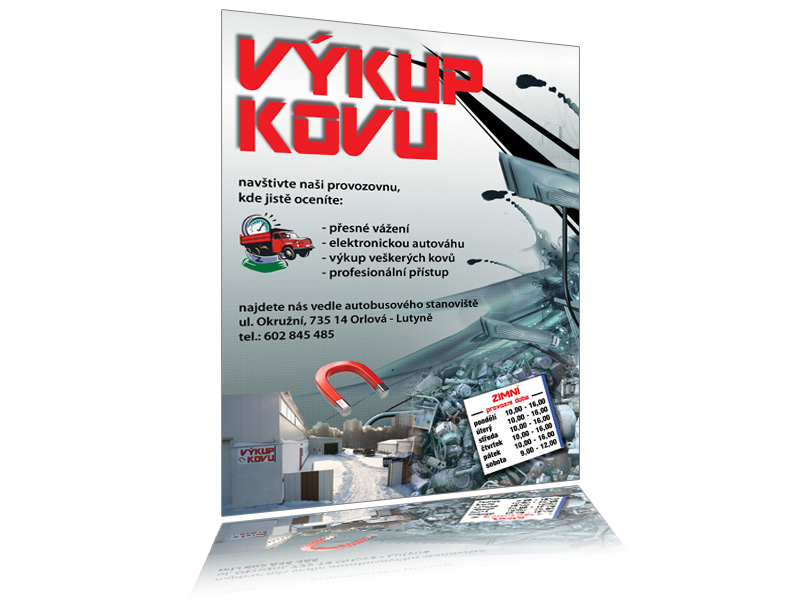 VÝKUP
KOVU
navštivte naši provozovnu,
kde jistě oceníte:
- přesné vážení
- elektronickou autováhu
- výkup veškerých kovů
- profesionální přístup
najdete nás vedle autobusového stanoviště
ul. Okružní, 735 14 Orlová - Lutyně
tel.: 602 845 485
VÝKUP
KOVU
ZIMNÍ
provozní doba
pondělí 10,00 - 16,00
úterý 10,00 - 16,00
středa 10,00 - 16,00
čtvrtek 10,00 - 16,00
pátek 10,00 - 16,00
sobota 9,00 - 12,00